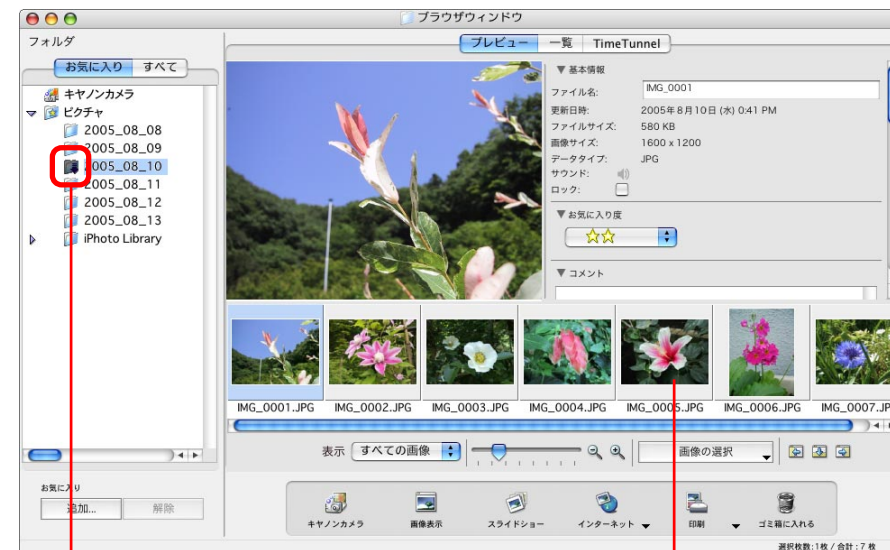 ブラウザウィンドウ
フォルダ
お気に入り すべて
キヤノンカメラ
ピクチャ
2005_08_08
2005_08_09
2005_08_10
2005_08_11
2005_08_12
2005_08_13
iPhoto Library
お気に入り
追加... 解除
プレビュー 一覧 TimeTunnel
基本情報
ファイル名: IMG_0001
更新日時: 2005年8月10日 (水) 0:41 PM
ファイルサイズ: 580 KB
画像サイズ: 1600 x 1200
データタイプ: JPG
サウンド:
ロック:
お気に入り度
コメント
IMG_0001.JPG IMG_0002.JPG IMG_0003.JPG IMG_0004.JPG IMG_0005.JPG IMG_0006.JPG IMG_0007.JP
表示 すべての画像 画像の選択
キヤノンカメラ 画像表示 スライドショー インターネット 印刷 ゴミ箱に入れる
選択枚数:1枚 / 合計:7 枚